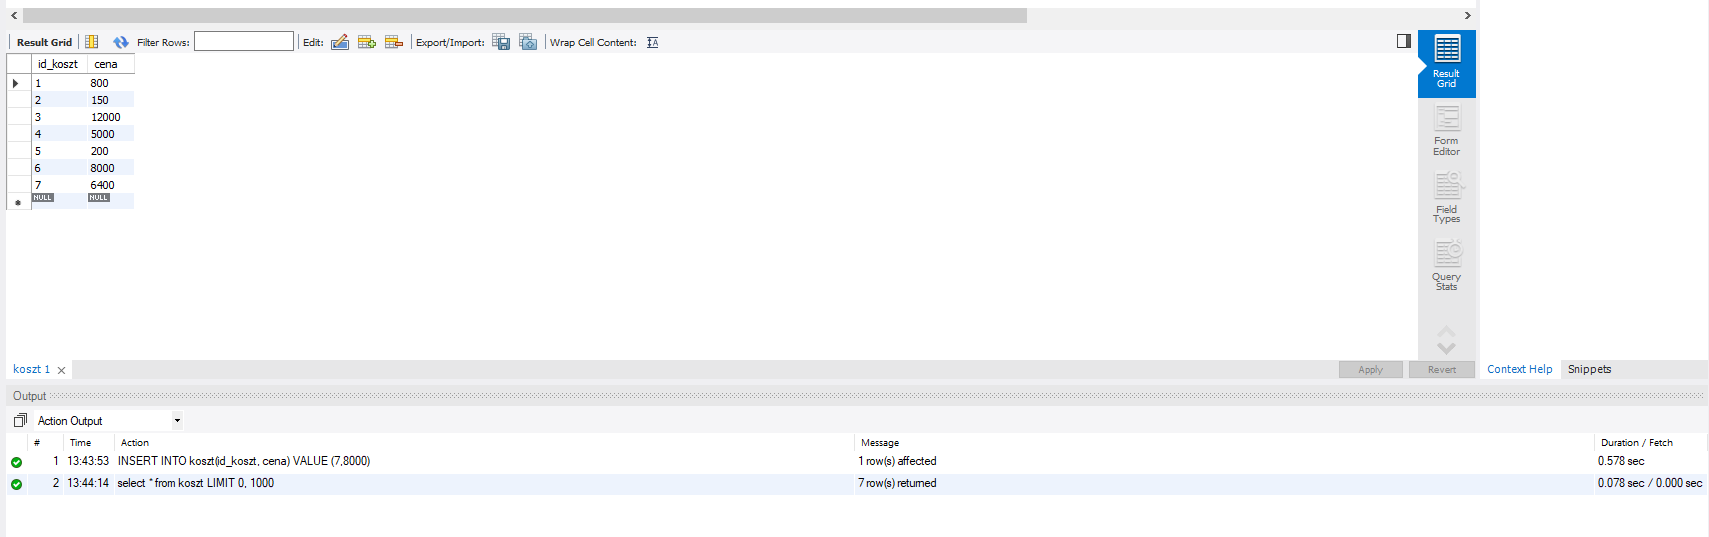 Result Grid Filter Rows: Edit: Export/Import: Wrap Cell Content:
id_koszt cena
1 800
2 150
3 12000
4 5000
5 200
6 8000
7 6400
NULL NULL
Result
Grid
Form
Editor
Field
Types
Query
Stats
koszt 1 Apply Revert Context Help Snippets
Output
Action Output
# Time Action Message Duration / Fetch
1 13:43:53 INSERT INTO koszt(id_koszt, cena) VALUE (7,8000) 1 row(s) affected 0.578 sec
2 13:44:14 select * from koszt LIMIT 0, 1000 7 row(s) returned 0.078 sec / 0.000 sec